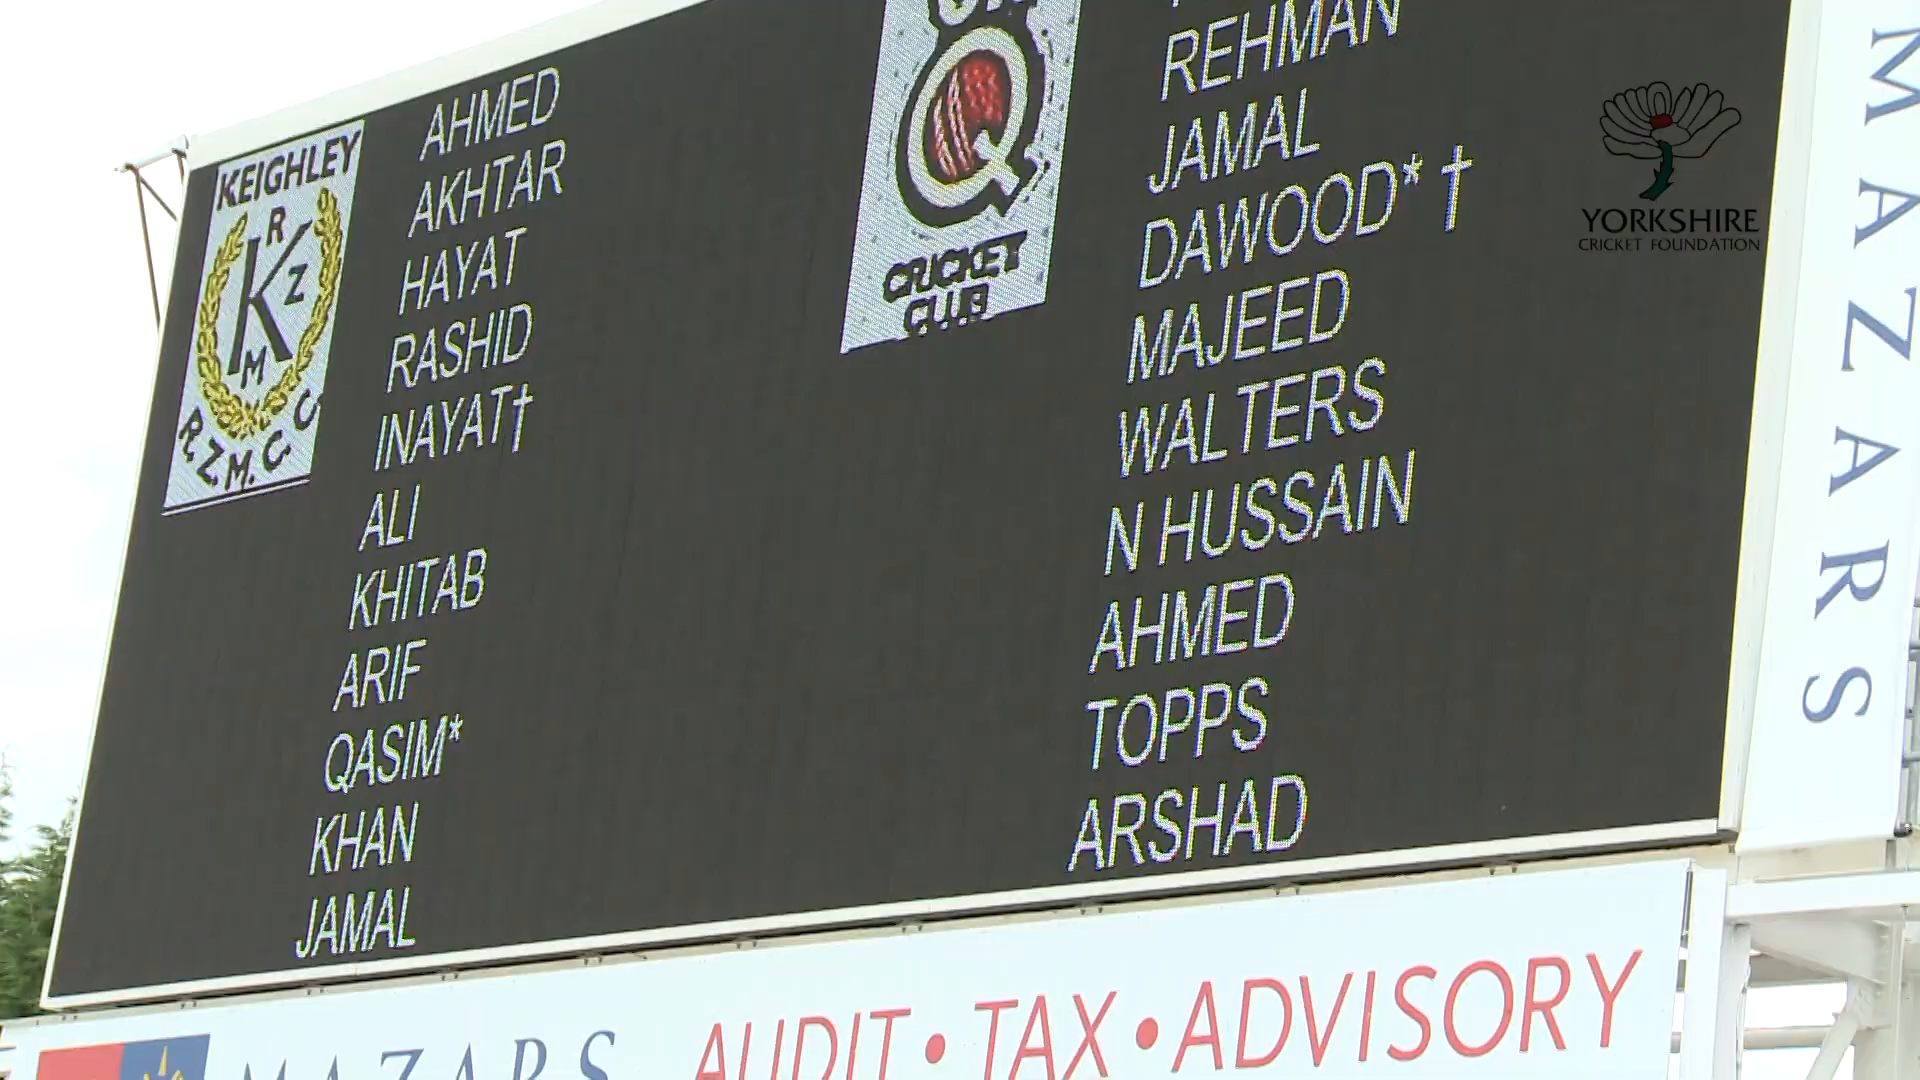 KEIGHLEY
R
K
Z
M
R.Z.M.C.C
AHMED
AKHTAR
HAYAT
RASHID
INAYAT†
ALI
KHITAB
ARIF
QASIM*
KHAN
JAMAL
Q
CRICKET
CLUB
REHMAN
JAMAL
DAWOOD* †
MAJEED
WALTERS
N HUSSAIN
AHMED
TOPPS
ARSHAD
YORKSHIRE
CRICKET FOUNDATION
MAZARS
MAZARS
AUDIT • TAX • ADVISORY